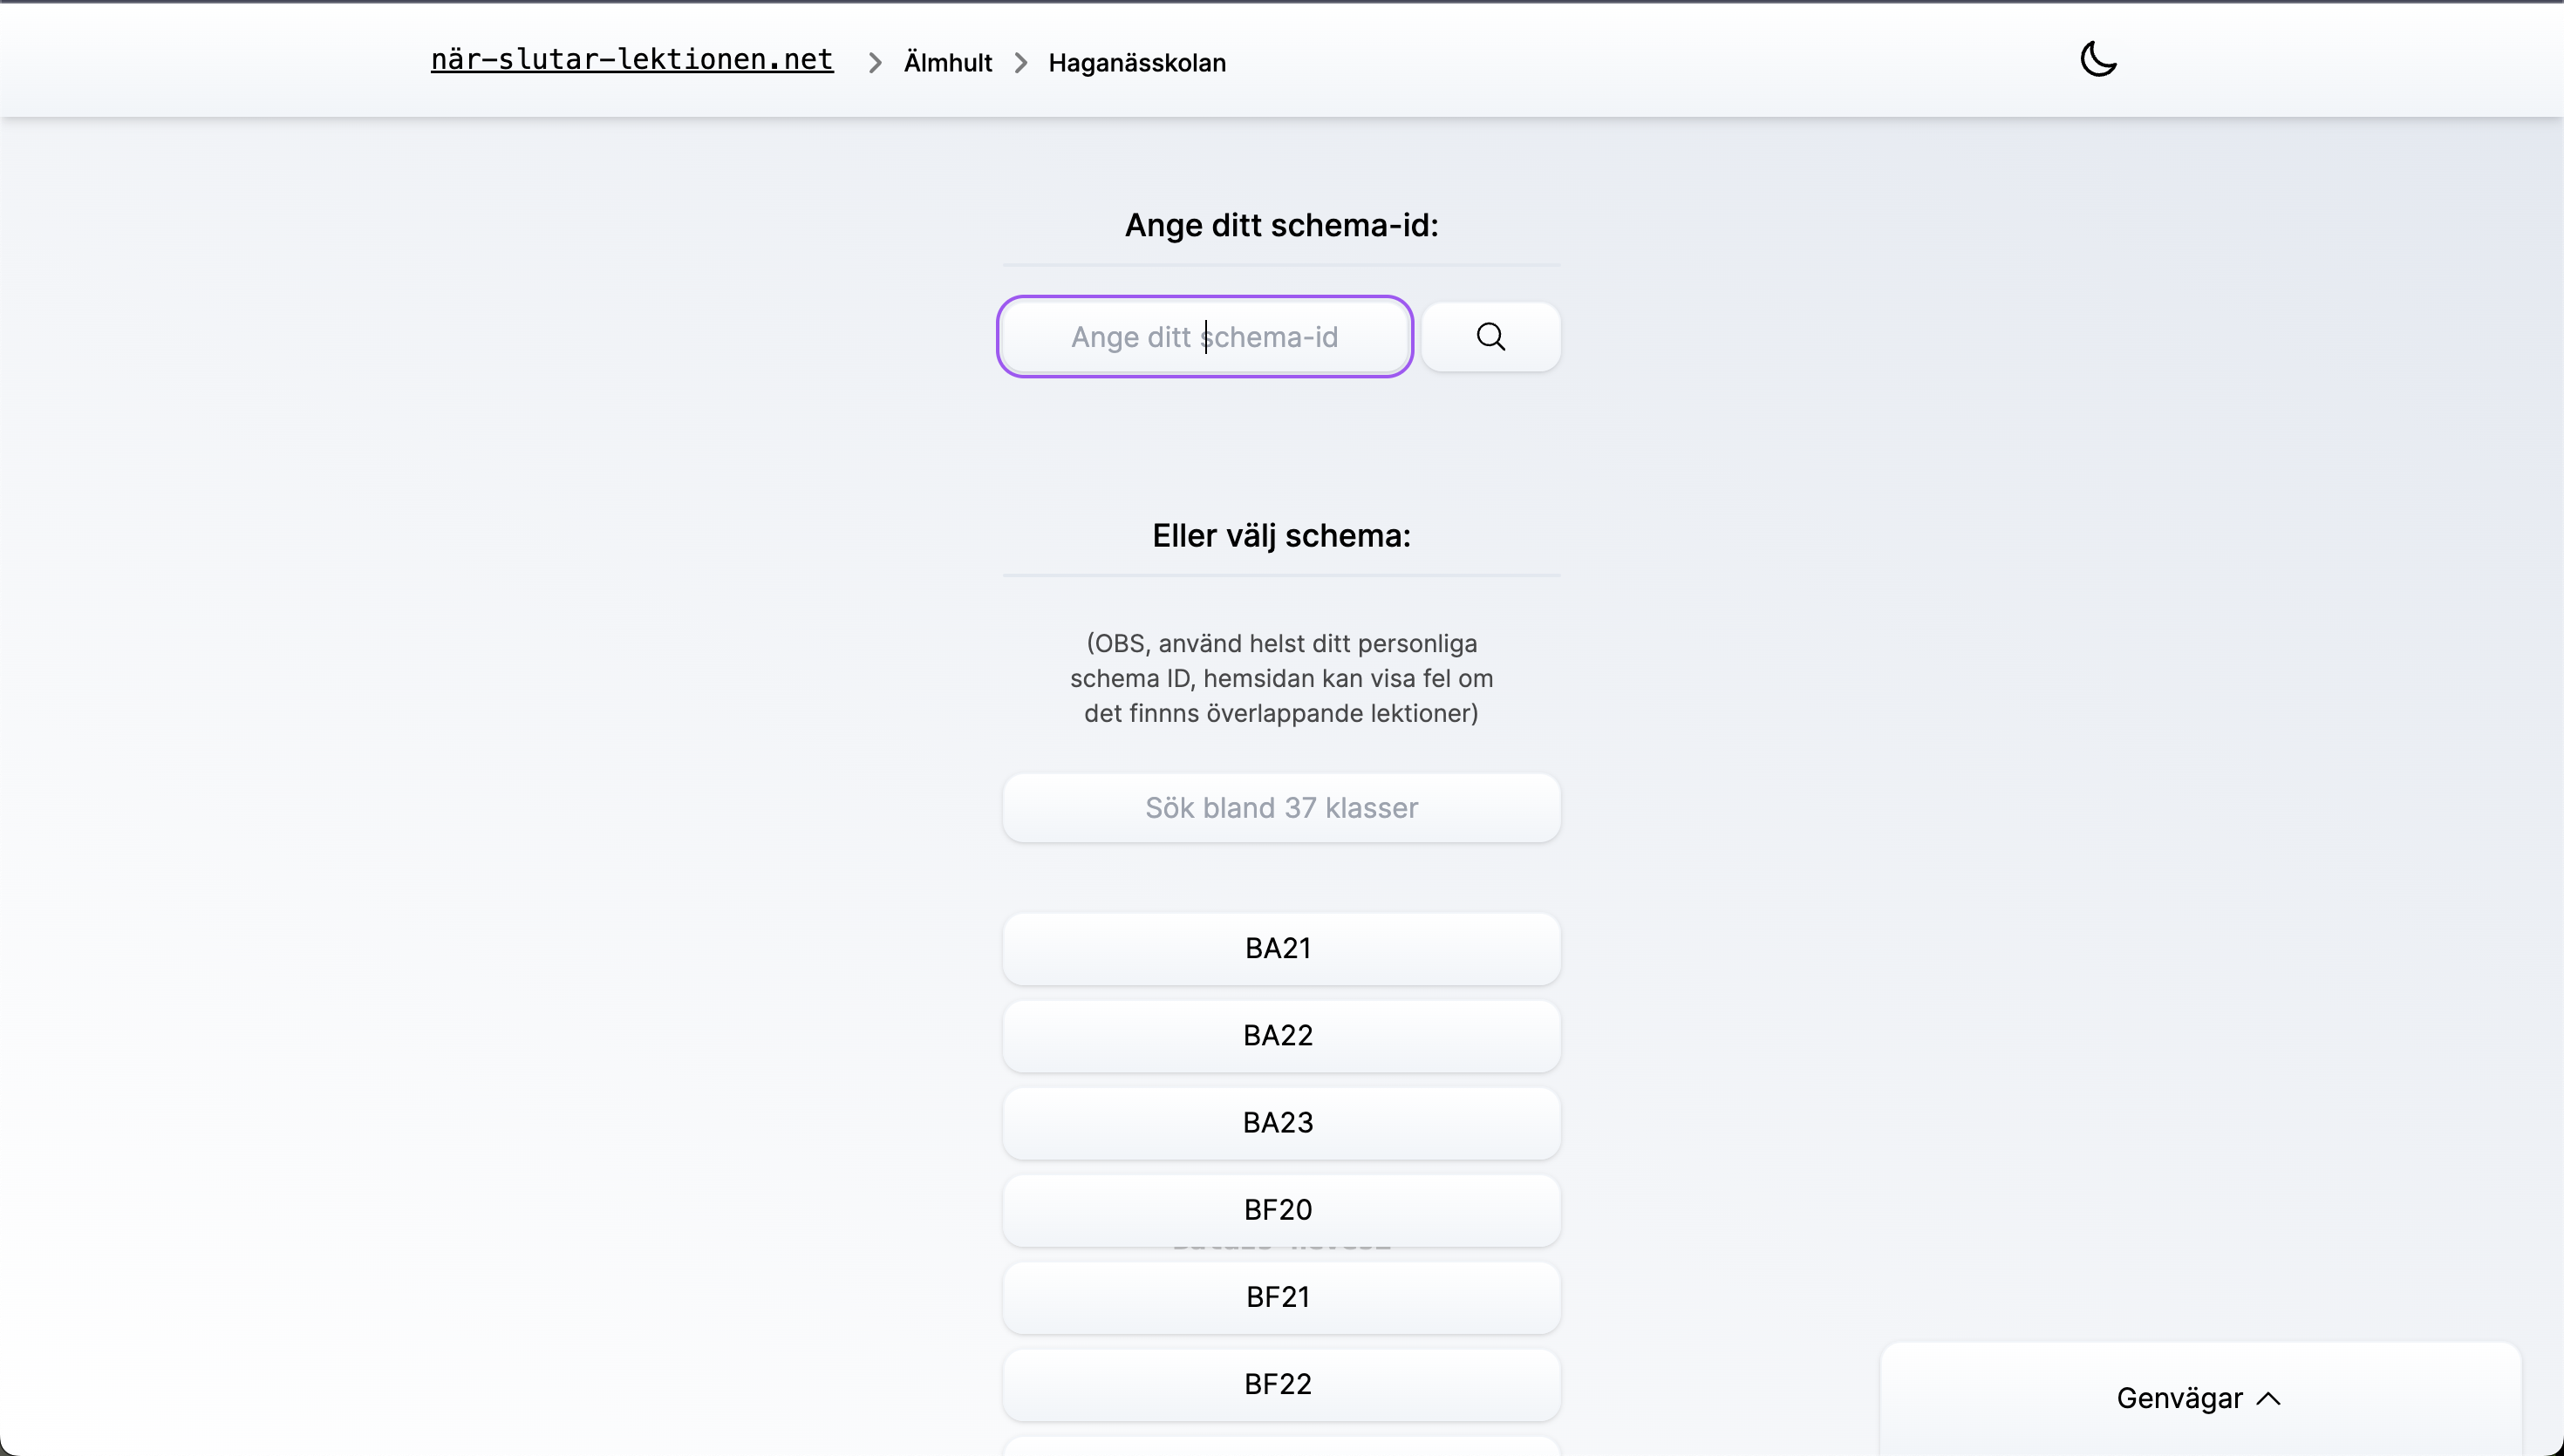 när-slutar-lektionen.net > Älmhult > Haganässkolan
Ange ditt schema-id:
Ange ditt schema-id
Eller välj schema:
(OBS, använd helst ditt personliga
schema ID, hemsidan kan visa fel om
det finnns överlappande lektioner)
Sök bland 37 klasser
BA21
BA22
BA23
BF20
BF21
BF22
Genvägar